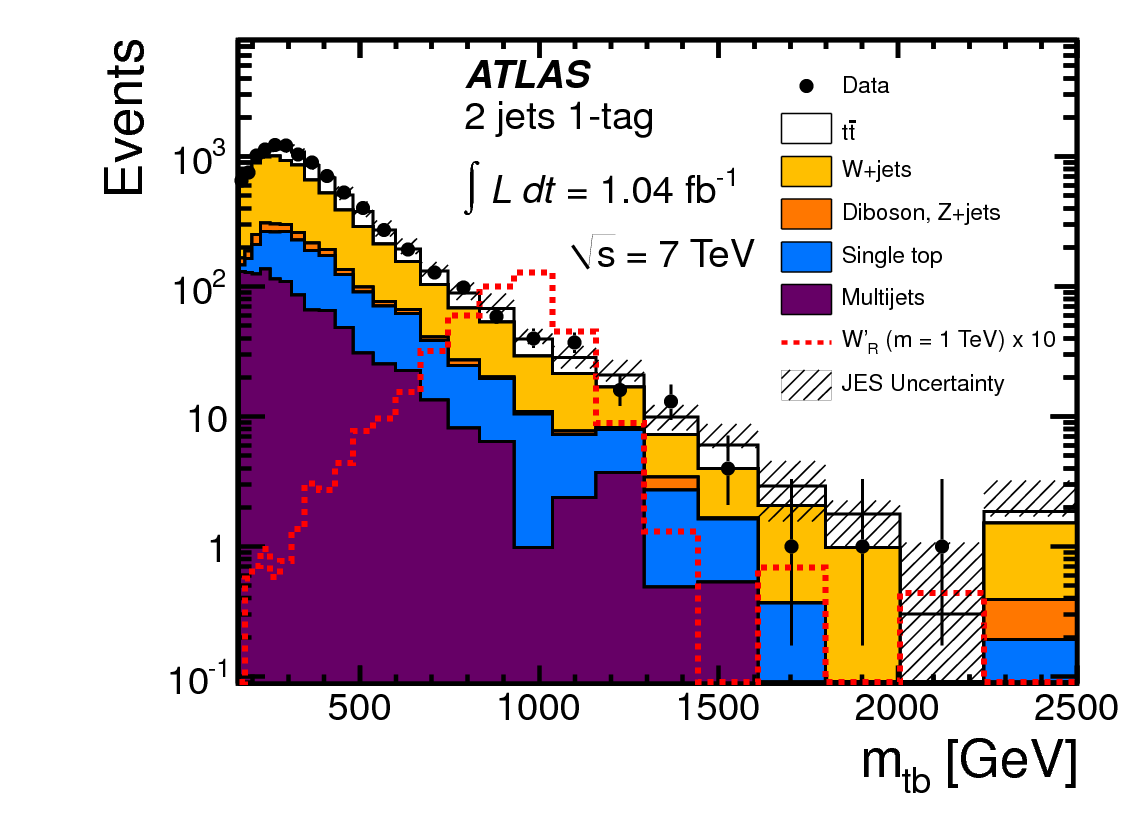 Events
10³
10²
10
1
10⁻¹
ATLAS
2 jets 1-tag
∫ L dt = 1.04 fb⁻¹
√s = 7 TeV
Data
tt̄
W+jets
Diboson, Z+jets
Single top
Multijets
W'R (m = 1 TeV) x 10
JES Uncertainty
500 1000 1500 2000 2500
mtb [GeV]